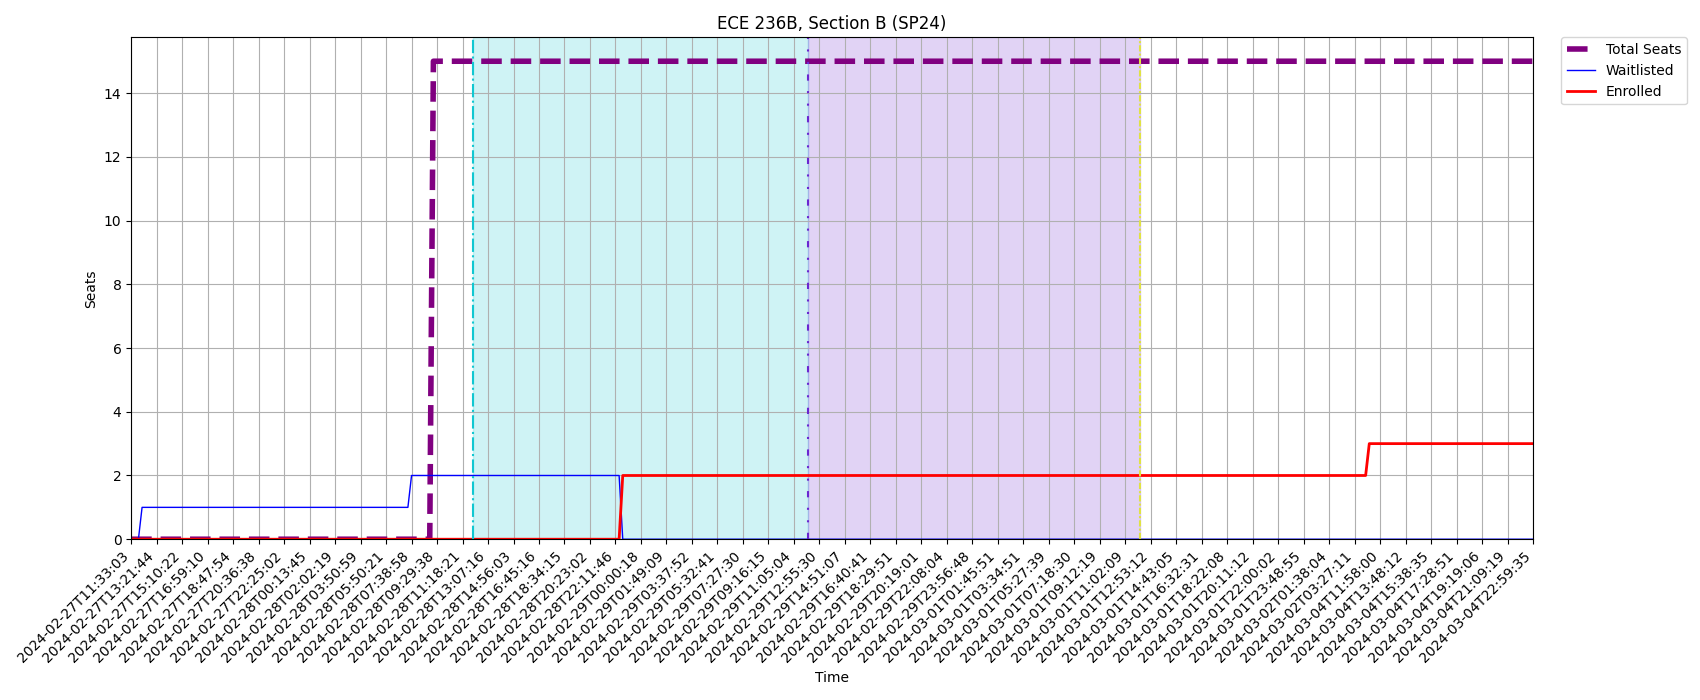 ECE 236B, Section B (SP24)
Total Seats
Waitlisted
Enrolled
Seats
14
12
10
8
6
4
2
0
2024-02-27T11:33:03
2024-02-27T13:21:44
2024-02-27T15:10:22
2024-02-27T16:59:10
2024-02-27T18:47:54
2024-02-27T20:36:38
2024-02-27T22:25:02
2024-02-28T00:13:45
2024-02-28T02:02:19
2024-02-28T03:50:59
2024-02-28T05:50:21
2024-02-28T07:38:58
2024-02-28T09:29:38
2024-02-28T11:18:21
2024-02-28T13:07:16
2024-02-28T14:56:03
2024-02-28T16:45:16
2024-02-28T18:34:15
2024-02-28T20:23:02
2024-02-28T22:11:46
2024-02-29T00:00:18
2024-02-29T01:49:09
2024-02-29T03:37:52
2024-02-29T05:32:41
2024-02-29T07:27:30
2024-02-29T09:16:15
2024-02-29T11:05:04
2024-02-29T12:55:30
2024-02-29T14:51:07
2024-02-29T16:40:41
2024-02-29T18:29:51
2024-02-29T20:19:01
2024-02-29T22:08:04
2024-02-29T23:56:48
2024-03-01T01:45:51
2024-03-01T03:34:51
2024-03-01T05:27:39
2024-03-01T07:18:30
2024-03-01T09:12:19
2024-03-01T11:02:09
2024-03-01T12:53:12
2024-03-01T14:43:05
2024-03-01T16:32:31
2024-03-01T18:22:08
2024-03-01T20:11:12
2024-03-01T22:00:02
2024-03-01T23:48:55
2024-03-02T01:38:04
2024-03-02T03:27:11
2024-03-04T11:58:00
2024-03-04T13:48:12
2024-03-04T15:38:35
2024-03-04T17:28:51
2024-03-04T19:19:06
2024-03-04T21:09:19
2024-03-04T22:59:35
Time